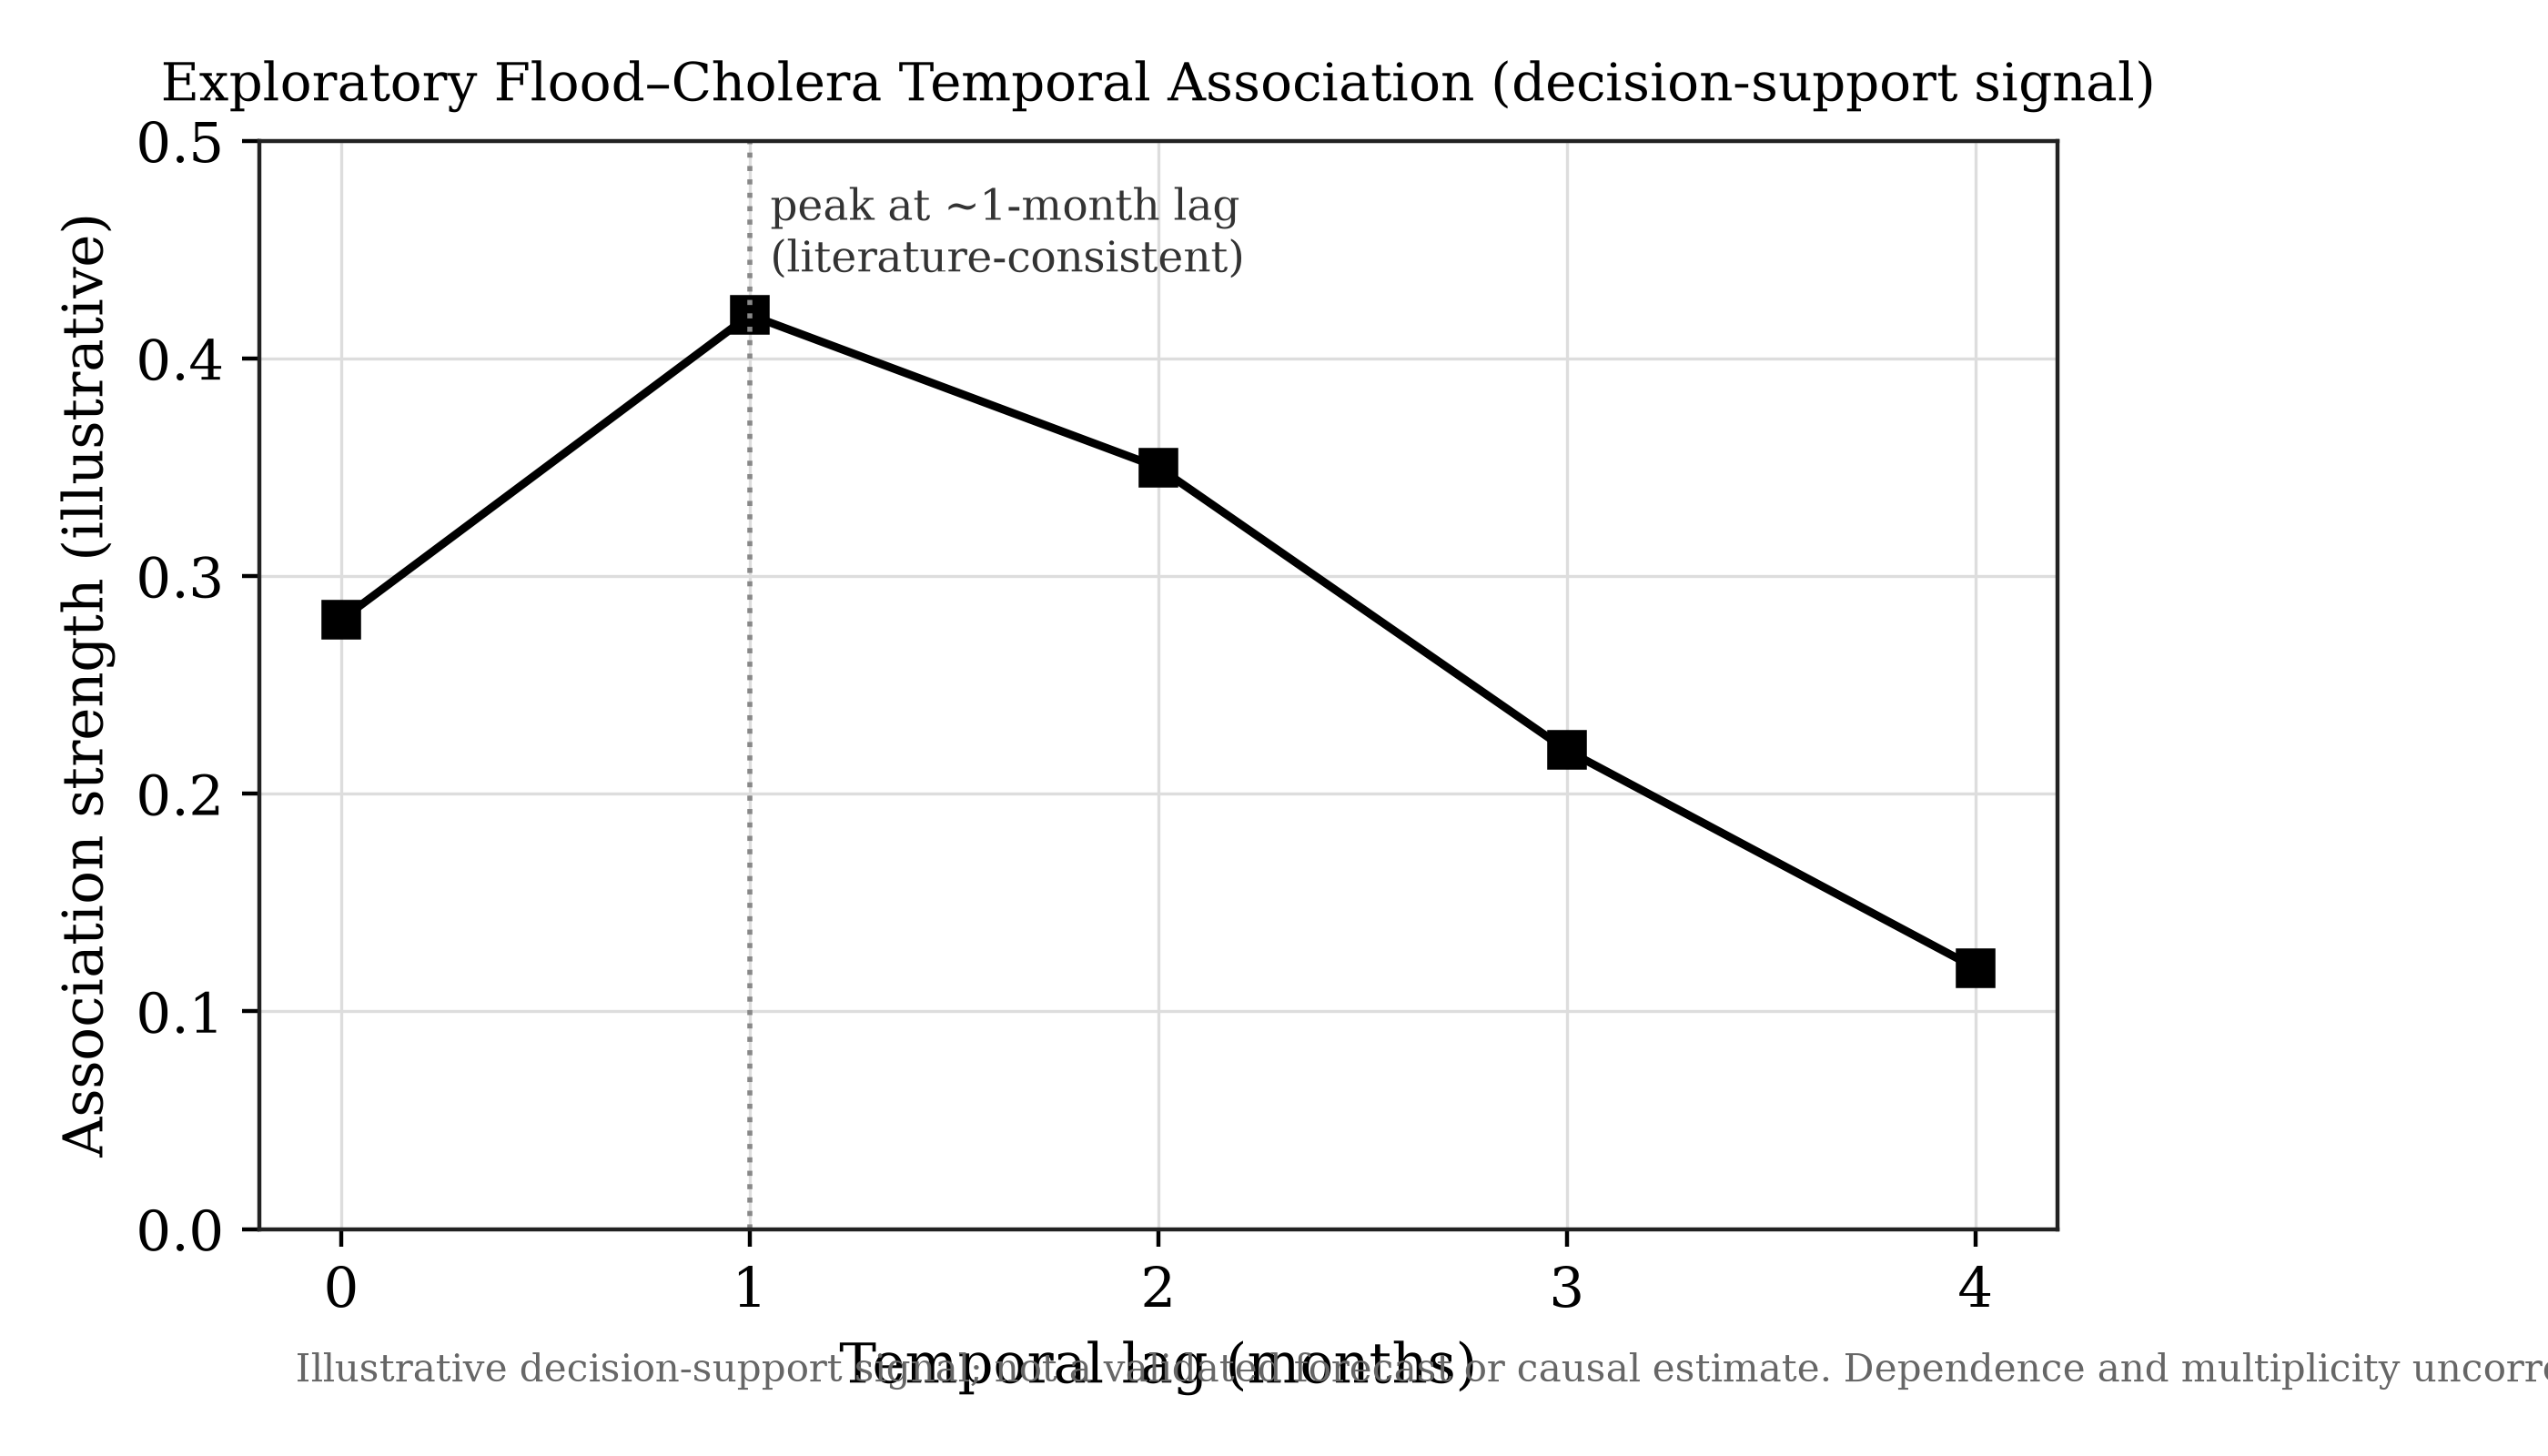 Exploratory Flood–Cholera Temporal Association (decision-support signal)
Association strength (illustrative)
0.5
0.4
0.3
0.2
0.1
0.0
peak at ~1-month lag
(literature-consistent)
0 1 2 3 4
Temporal lag (months)
Illustrative decision-support signal; not a validated forecast or causal estimate. Dependence and multiplicity